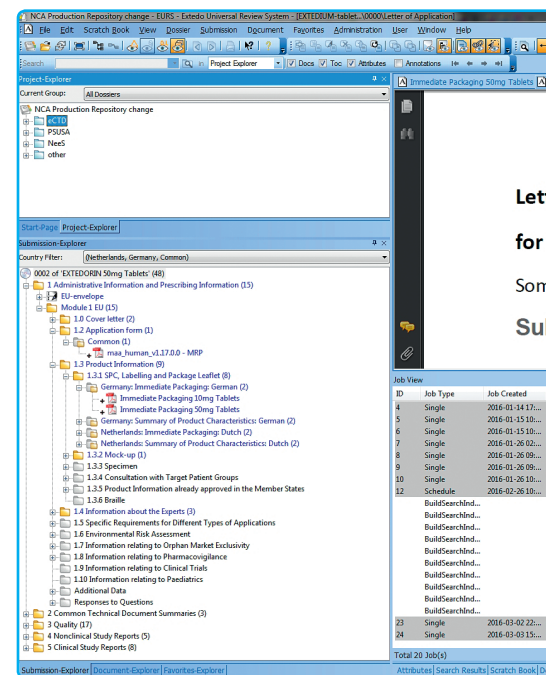 NCA Production Repository change - EURS - Extedo Universal Review System - [EXTEDIUM-tablet...\0000\Letter of Application]
File Edit Scratch Book View Dossier Submission Document Favorites Administration User Window Help
Search in Project Explorer Docs Toc Attributes Annotations
Project-Explorer
Current Group: All Dossiers
NCA Production Repository change
eCTD
PSUSA
NeeS
other
Start-Page Project-Explorer
Submission-Explorer
Country Filter: (Netherlands, Germany, Common)
0002 of 'EXTEDORIN 50mg Tablets' (48)
1 Administrative Information and Prescribing Information (15)
EU-envelope
Module 1 EU (15)
1.0 Cover letter (2)
1.2 Application form (1)
Common (1)
maa_human_v1.17.0.0 - MRP
1.3 Product Information (9)
1.3.1 SPC, Labelling and Package Leaflet (8)
Germany: Immediate Packaging: German (2)
Immediate Packaging 10mg Tablets
Immediate Packaging 50mg Tablets
Germany: Summary of Product Characteristics: German (2)
Netherlands: Immediate Packaging: Dutch (2)
Netherlands: Summary of Product Characteristics: Dutch (2)
1.3.2 Mock-up (1)
1.3.3 Specimen
1.3.4 Consultation with Target Patient Groups
1.3.5 Product Information already approved in the Member States
1.3.6 Braille
1.4 Information about the Experts (3)
1.5 Specific Requirements for Different Types of Applications
1.6 Environmental Risk Assessment
1.7 Information relating to Orphan Market Exclusivity
1.8 Information relating to Pharmacovigilance
1.9 Information relating to Clinical Trials
1.10 Information relating to Paediatrics
Additional Data
Responses to Questions
2 Common Technical Document Summaries (3)
3 Quality (17)
4 Nonclinical Study Reports (5)
5 Clinical Study Reports (8)
Submission-Explorer Document-Explorer Favorites-Explorer
Immediate Packaging 50mg Tablets
Lett
for
Som
Sul
Job View
ID Job Type Job Created
4 Single 2016-01-14 17:...
5 Single 2016-01-15 10:...
6 Single 2016-01-15 10:...
7 Single 2016-01-26 02:...
8 Single 2016-01-26 09:...
9 Single 2016-01-26 09:...
10 Single 2016-01-26 10:...
12 Schedule 2016-02-26 10:...
BuildSearchInd...
BuildSearchInd...
BuildSearchInd...
BuildSearchInd...
BuildSearchInd...
BuildSearchInd...
BuildSearchInd...
BuildSearchInd...
BuildSearchInd...
BuildSearchInd...
23 Single 2016-03-02 22:...
24 Single 2016-03-03 15:...
Total 20 Job(s)
Attributes Search Results Scratch Book Do